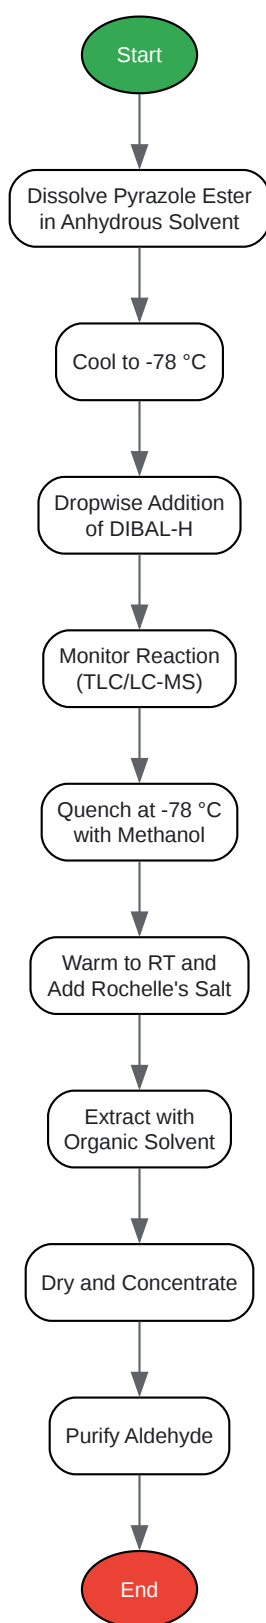 Start
Dissolve Pyrazole Ester
in Anhydrous Solvent
Cool to -78 °C
Dropwise Addition
of DIBAL-H
Monitor Reaction
(TLC/LC-MS)
Quench at -78 °C
with Methanol
Warm to RT and
Add Rochelle's Salt
Extract with
Organic Solvent
Dry and Concentrate
Purify Aldehyde
End